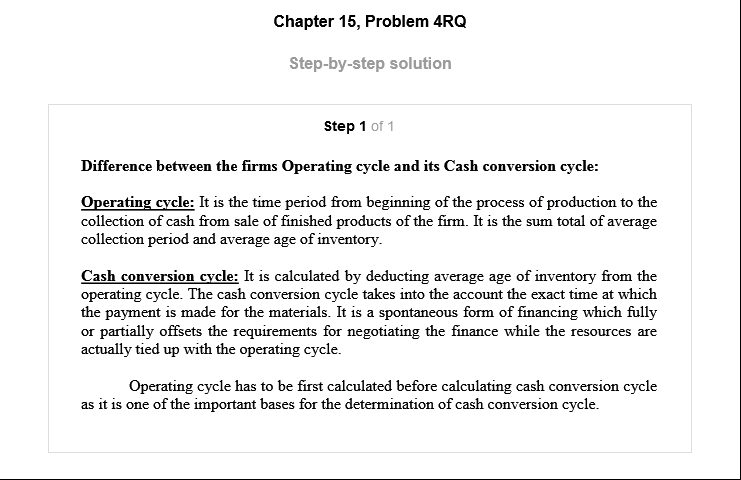 Chapter 15, Problem 4RQ
Step-by-step solution
Step 1 of 1
Difference between the firms Operating cycle and its Cash conversion cycle:
Operating cycle: It is the time period from beginning of the process of production to the
collection of cash from sale of finished products of the firm. It is the sum total of average
collection period and average age of inventory.
Cash conversion cycle: It is calculated by deducting average age of inventory from the
operating cycle. The cash conversion cycle takes into the account the exact time at which
the payment is made for the materials. It is a spontaneous form of financing which fully
or partially offsets the requirements for negotiating the finance while the resources are
actually tied up with the operating cycle.
Operating cycle has to be first calculated before calculating cash conversion cycle
as it is one of the important bases for the determination of cash conversion cycle.